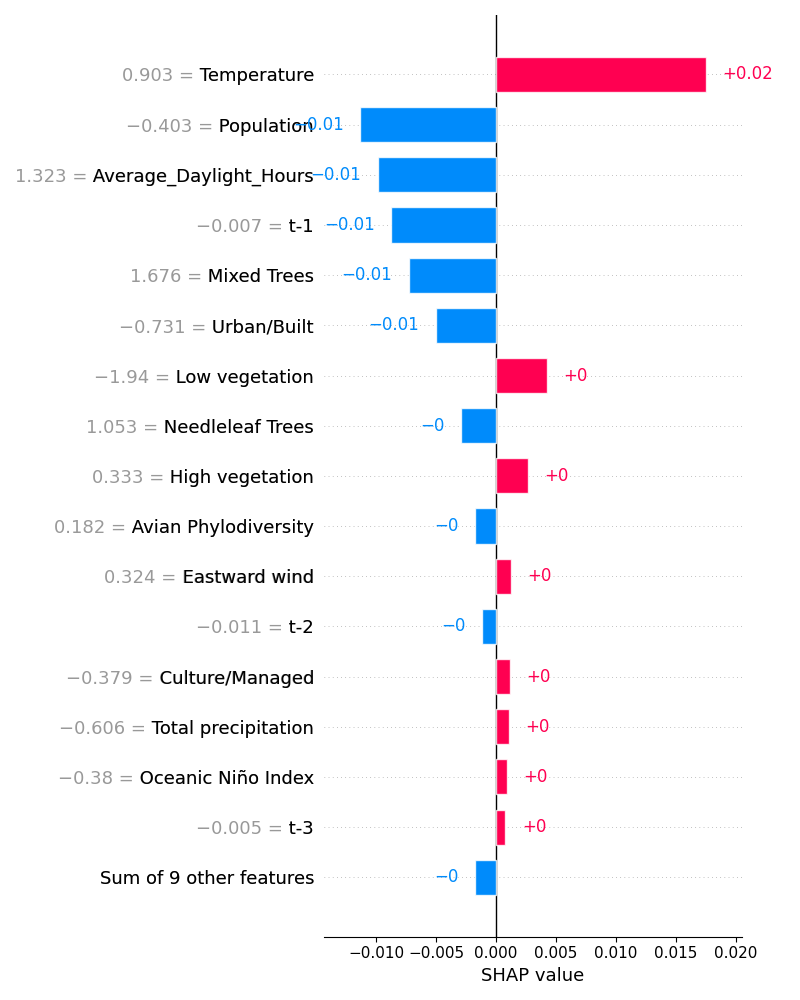 0.903 = Temperature +0.02
−0.403 = Population −0.01
1.323 = Average_Daylight_Hours −0.01
−0.007 = t-1 −0.01
1.676 = Mixed Trees −0.01
−0.731 = Urban/Built −0.01
−1.94 = Low vegetation +0
1.053 = Needleleaf Trees −0
0.333 = High vegetation +0
0.182 = Avian Phylodiversity −0
0.324 = Eastward wind +0
−0.011 = t-2 −0
−0.379 = Culture/Managed +0
−0.606 = Total precipitation +0
−0.38 = Oceanic Niño Index +0
−0.005 = t-3 +0
Sum of 9 other features −0
−0.010 −0.005 0.000 0.005 0.010 0.015 0.020
SHAP value